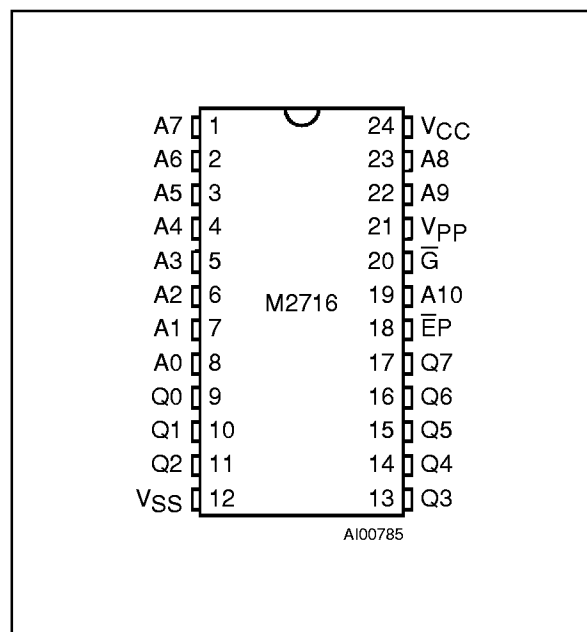 A7 1 24 VCC
A6 2 23 A8
A5 3 22 A9
A4 4 21 VPP
A3 5 20 G̅
A2 6 19 A10
M2716
A1 7 18 E̅P
A0 8 17 Q7
Q0 9 16 Q6
Q1 10 15 Q5
Q2 11 14 Q4
VSS 12 13 Q3
AI00785